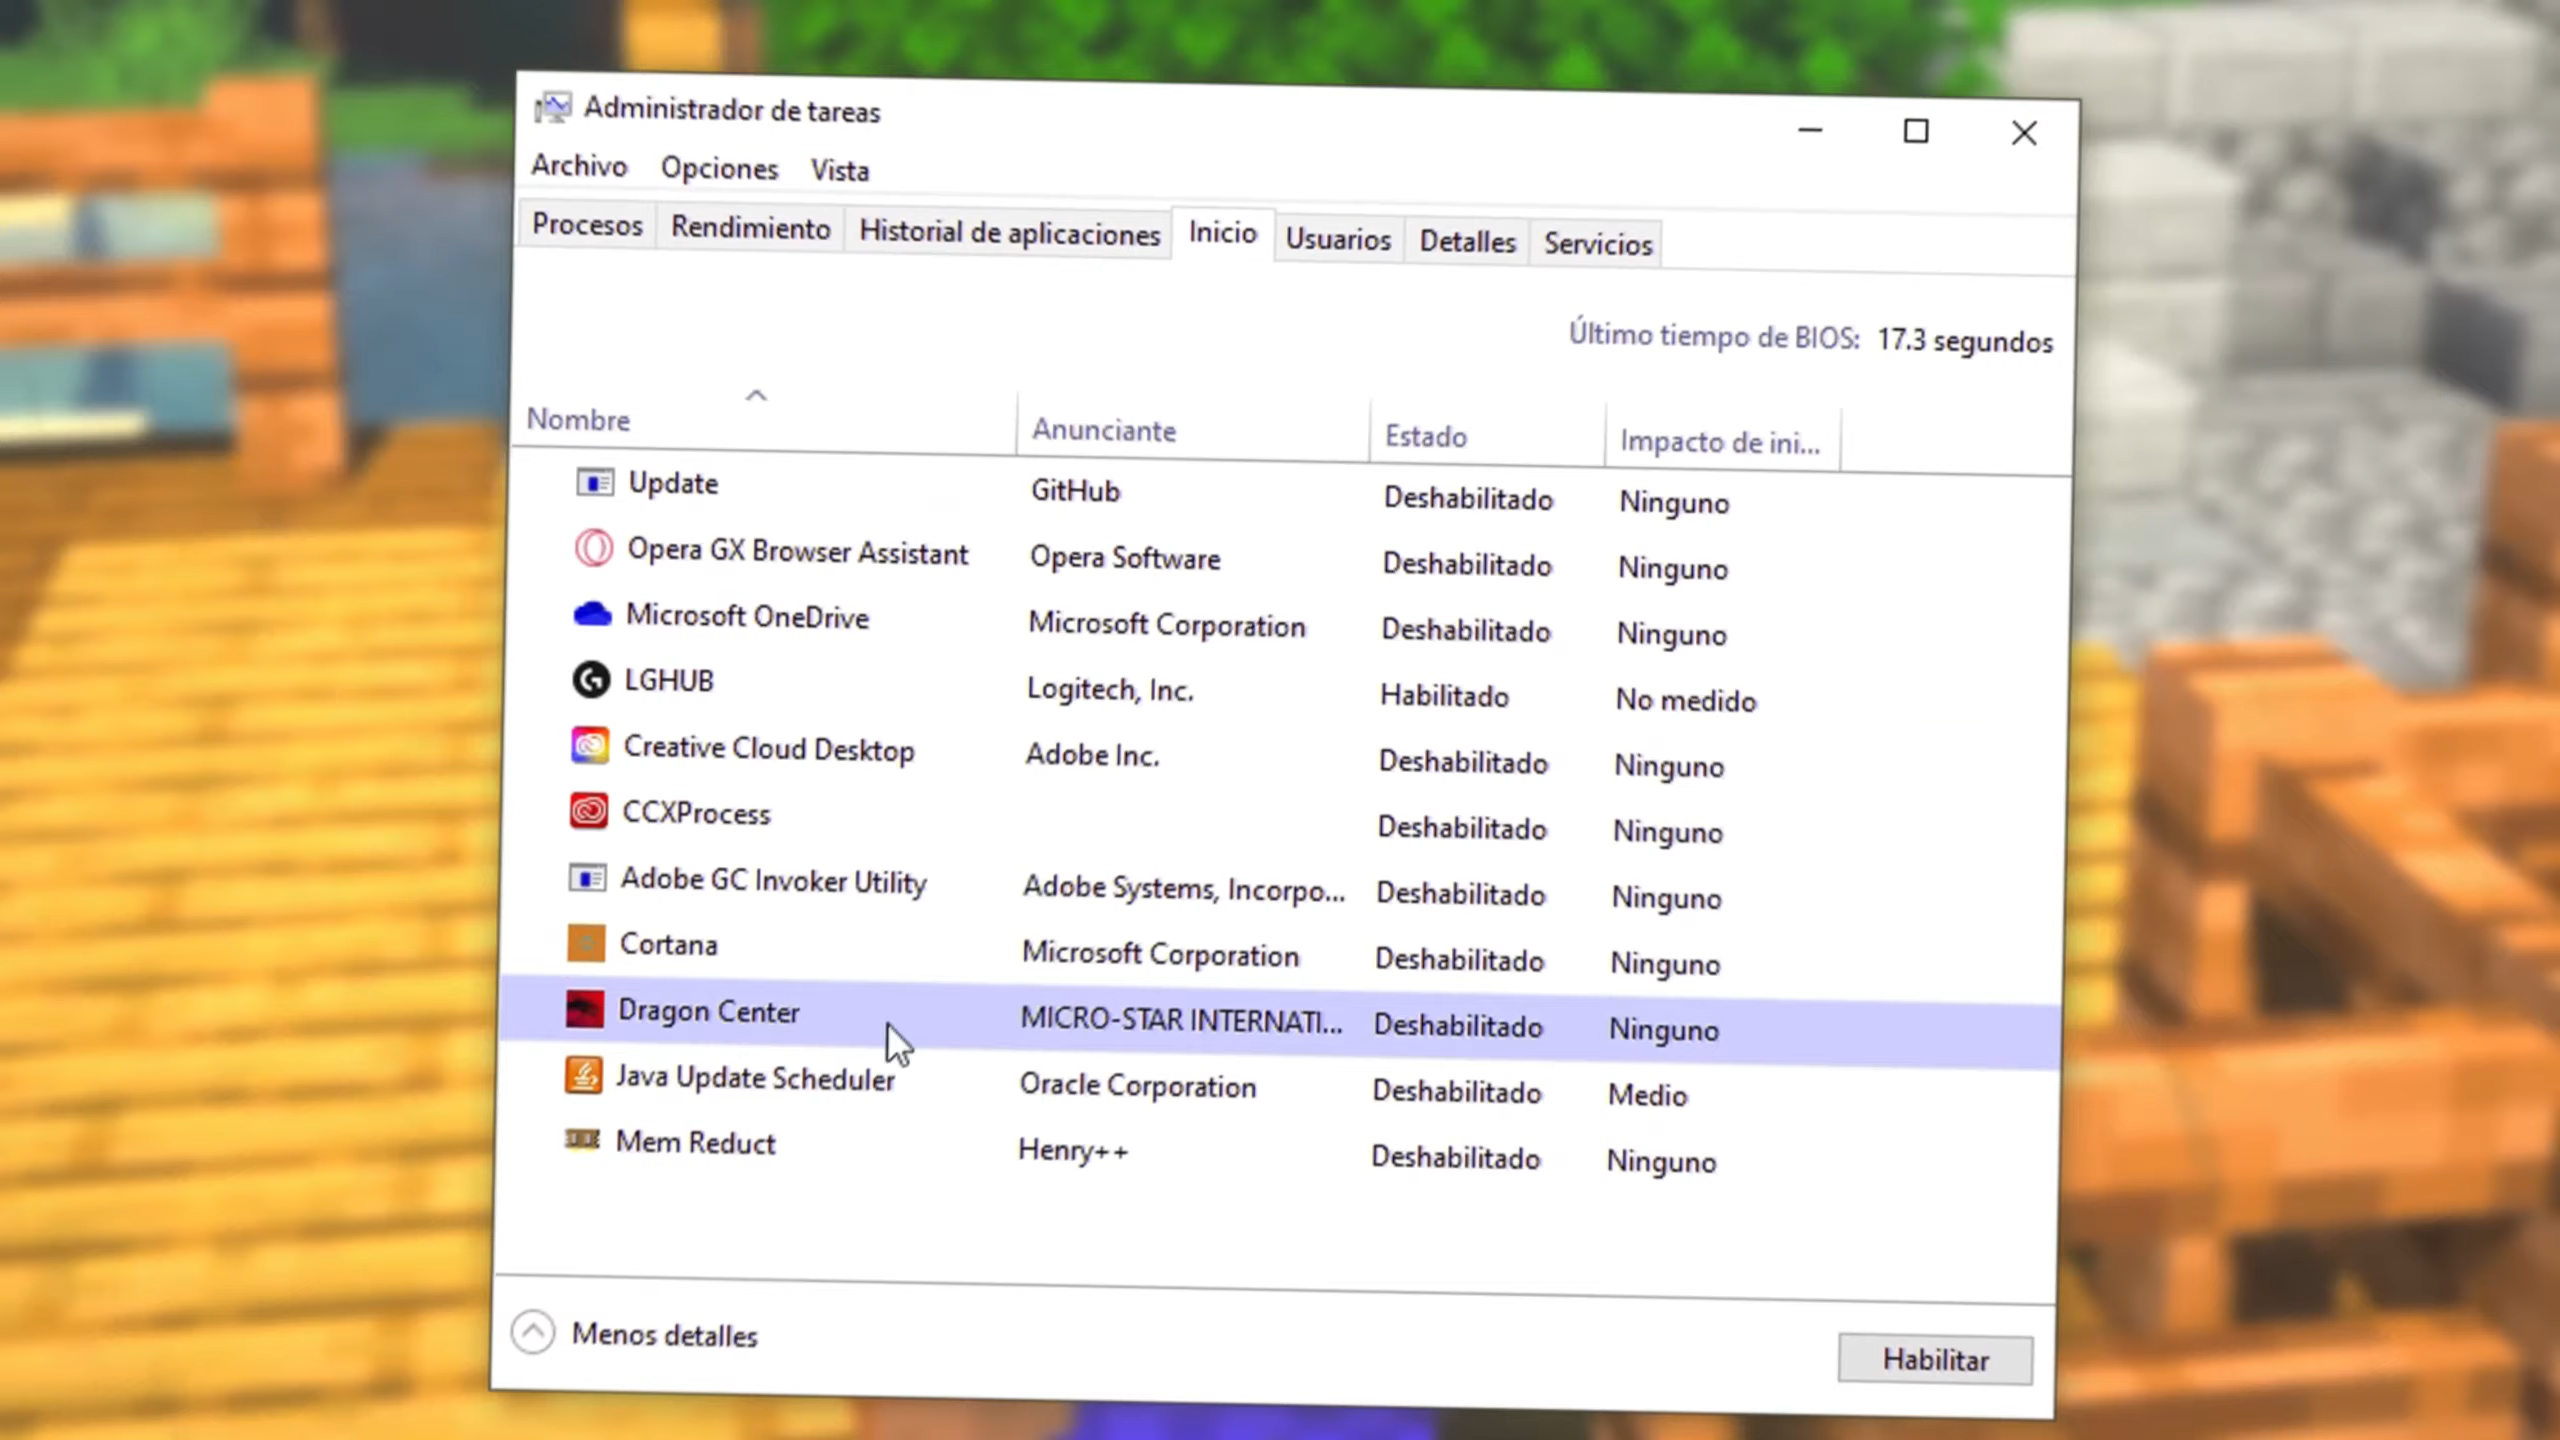 Administrador de tareas
Archivo Opciones Vista
Procesos Rendimiento Historial de aplicaciones Inicio Usuarios Detalles Servicios
Último tiempo de BIOS: 17.3 segundos
Nombre Anunciante Estado Impacto de ini...
Update GitHub Deshabilitado Ninguno
Opera GX Browser Assistant Opera Software Deshabilitado Ninguno
Microsoft OneDrive Microsoft Corporation Deshabilitado Ninguno
LGHUB Logitech, Inc. Habilitado No medido
Creative Cloud Desktop Adobe Inc. Deshabilitado Ninguno
CCXProcess Deshabilitado Ninguno
Adobe GC Invoker Utility Adobe Systems, Incorpo... Deshabilitado Ninguno
Cortana Microsoft Corporation Deshabilitado Ninguno
Dragon Center MICRO-STAR INTERNATI... Deshabilitado Ninguno
Java Update Scheduler Oracle Corporation Deshabilitado Medio
Mem Reduct Henry++ Deshabilitado Ninguno
Menos detalles
Habilitar